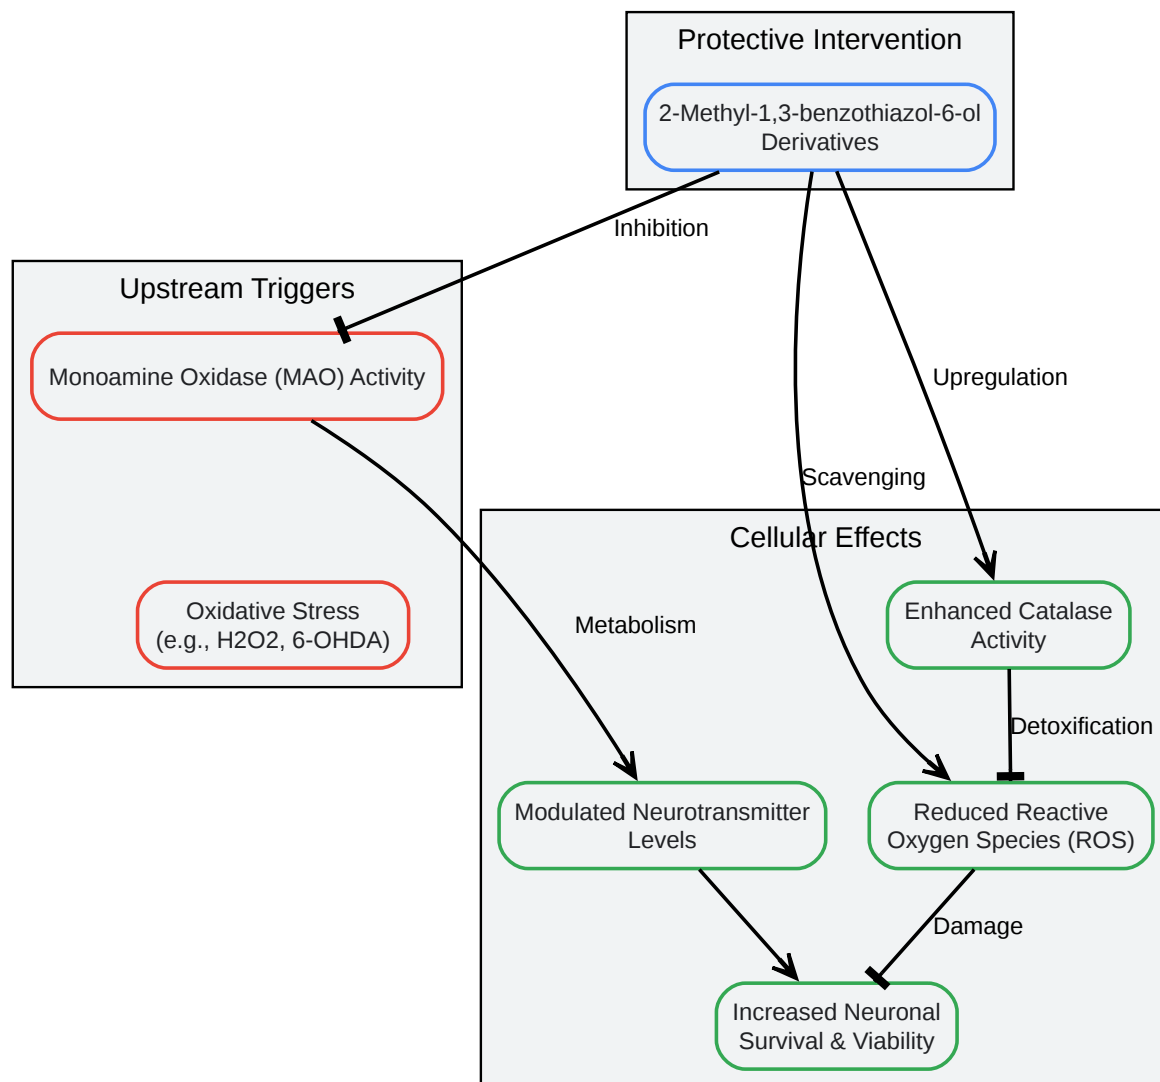 Protective Intervention
2-Methyl-1,3-benzothiazol-6-ol
Derivatives
Inhibition
Upstream Triggers
Monoamine Oxidase (MAO) Activity
Upregulation
Scavenging
Cellular Effects
Oxidative Stress
(e.g., H2O2, 6-OHDA)
Enhanced Catalase
Activity
Metabolism
Detoxification
Modulated Neurotransmitter
Levels
Reduced Reactive
Oxygen Species (ROS)
Damage
Increased Neuronal
Survival & Viability